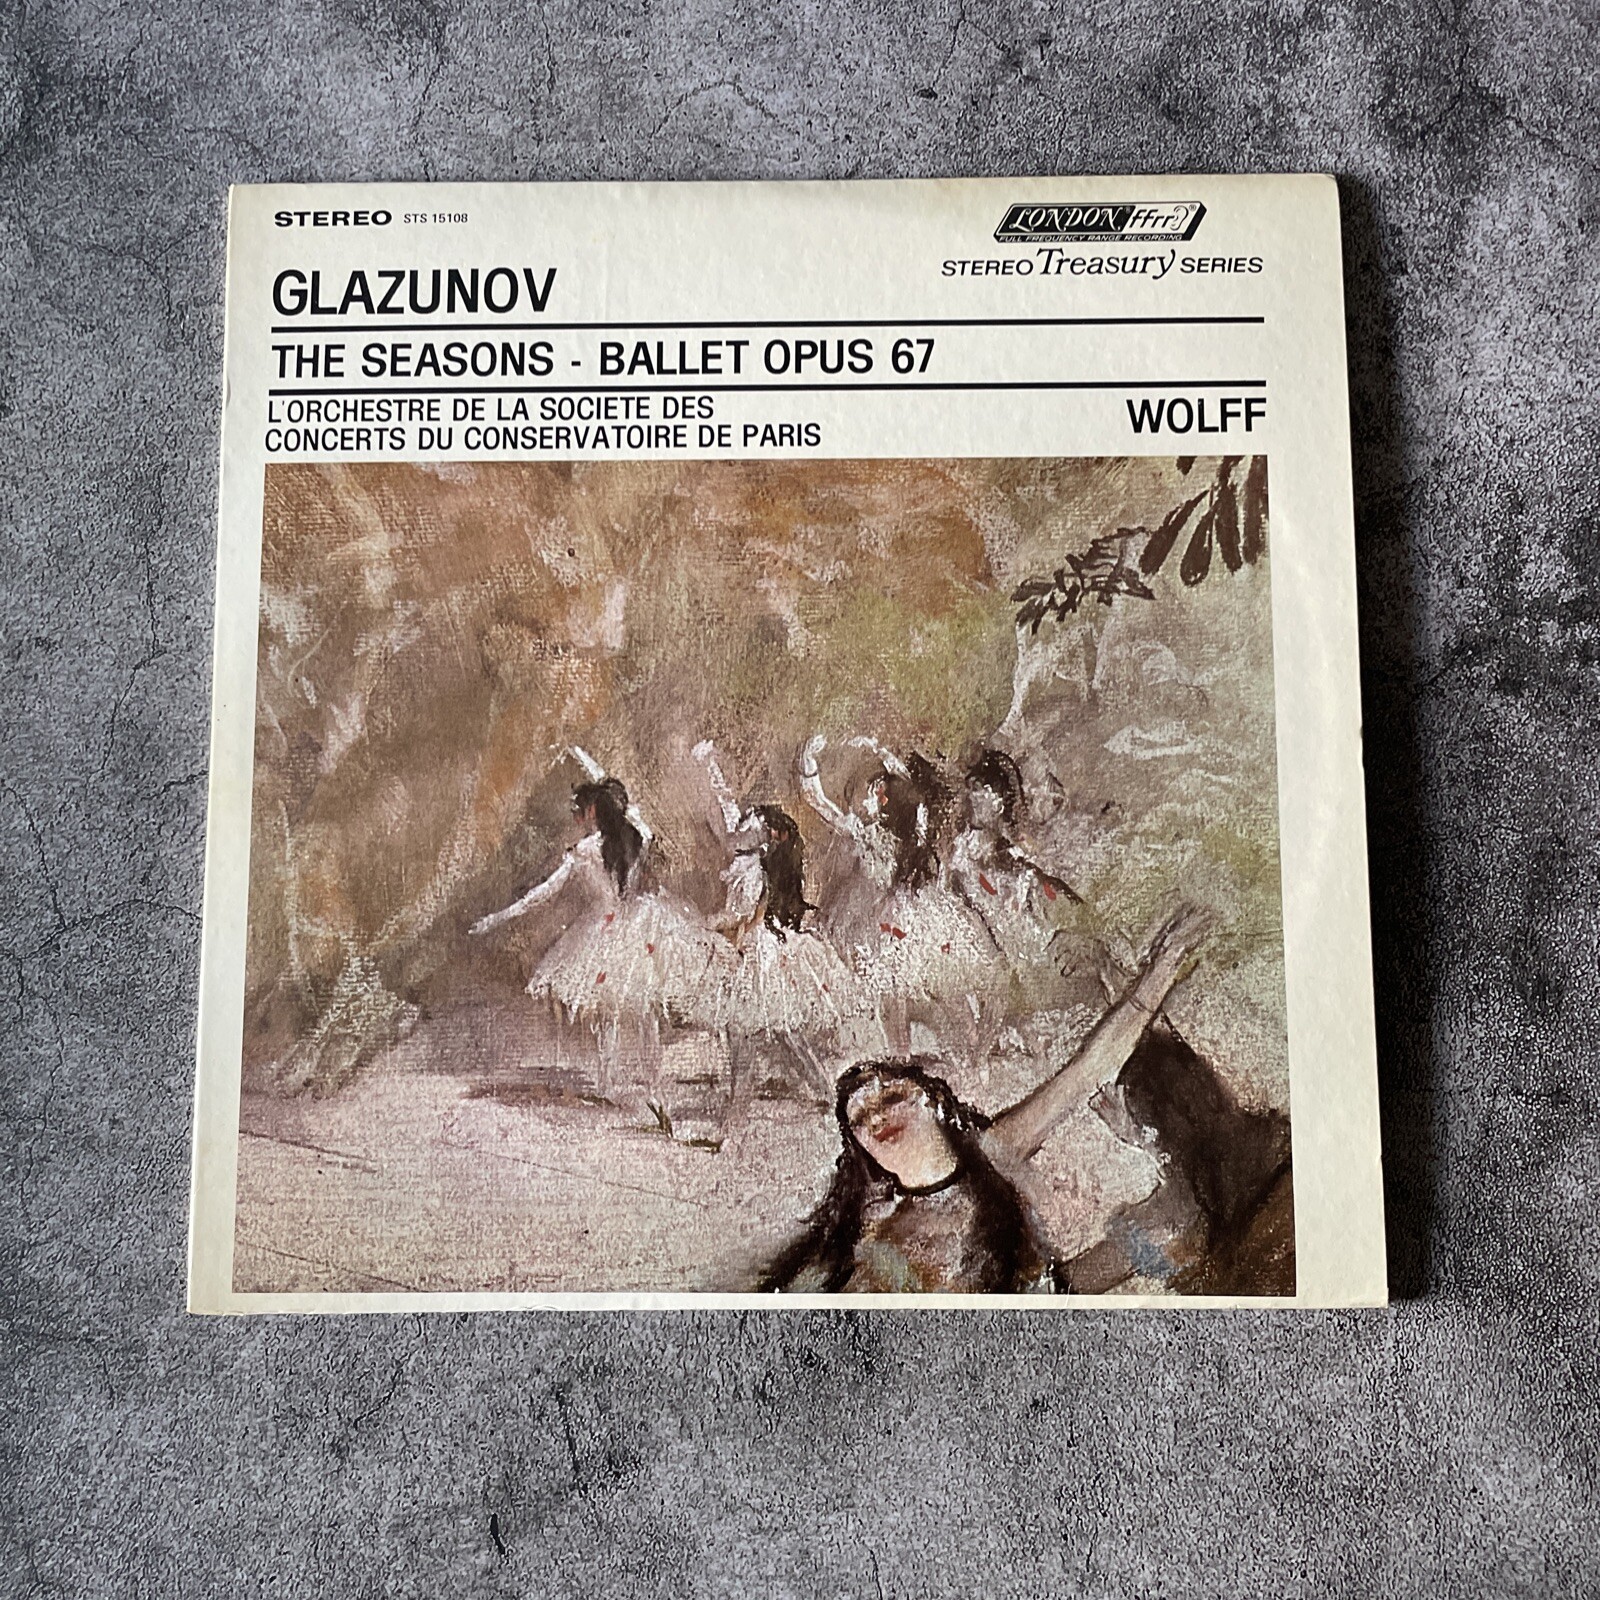 STEREO STS 15108
LONDON ffrr ®
FULL FREQUENCY RANGE RECORDING
STEREO Treasury SERIES
GLAZUNOV
THE SEASONS - BALLET OPUS 67
L'ORCHESTRE DE LA SOCIETE DES
CONCERTS DU CONSERVATOIRE DE PARIS
WOLFF